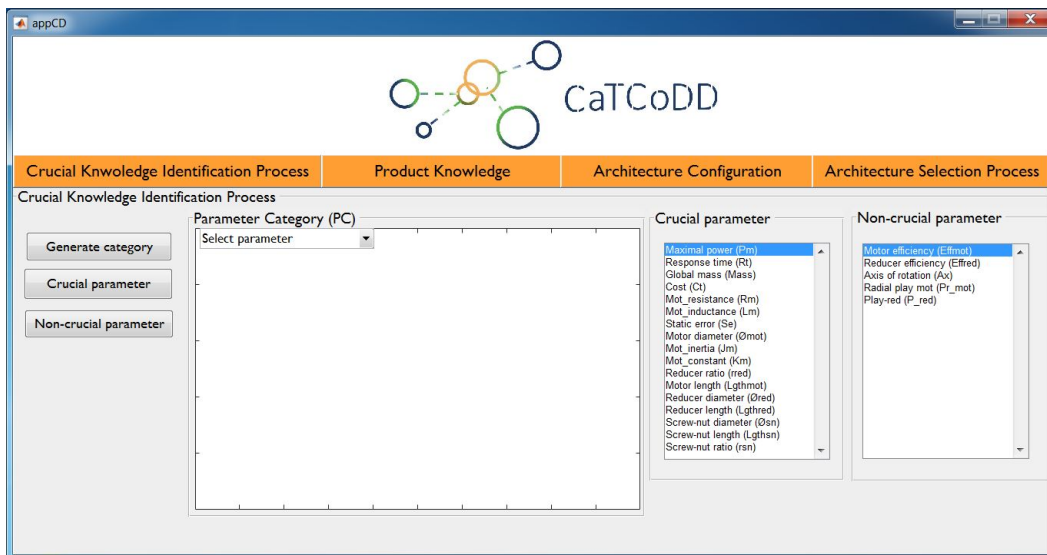 appCD
CaTCoDD
Crucial Knwoledge Identification Process
Product Knowledge
Architecture Configuration
Architecture Selection Process
Crucial Knowledge Identification Process
Generate category
Crucial parameter
Non-crucial parameter
Parameter Category (PC)
Select parameter
Crucial parameter
Maximal power (Pm)
Response time (Rt)
Global mass (Mass)
Cost (Ct)
Mot_resistance (Rm)
Mot_inductance (Lm)
Static error (Se)
Motor diameter (Ømot)
Mot_inertia (Jm)
Mot_constant (Km)
Reducer ratio (rred)
Motor length (Lgthmot)
Reducer diameter (Øred)
Reducer length (Lgthred)
Screw-nut diameter (Øsn)
Screw-nut length (Lgthsn)
Screw-nut ratio (rsn)
Non-crucial parameter
Motor efficiency (Effmot)
Reducer efficiency (Effred)
Axis of rotation (Ax)
Radial play mot (Pr_mot)
Play-red (P_red)